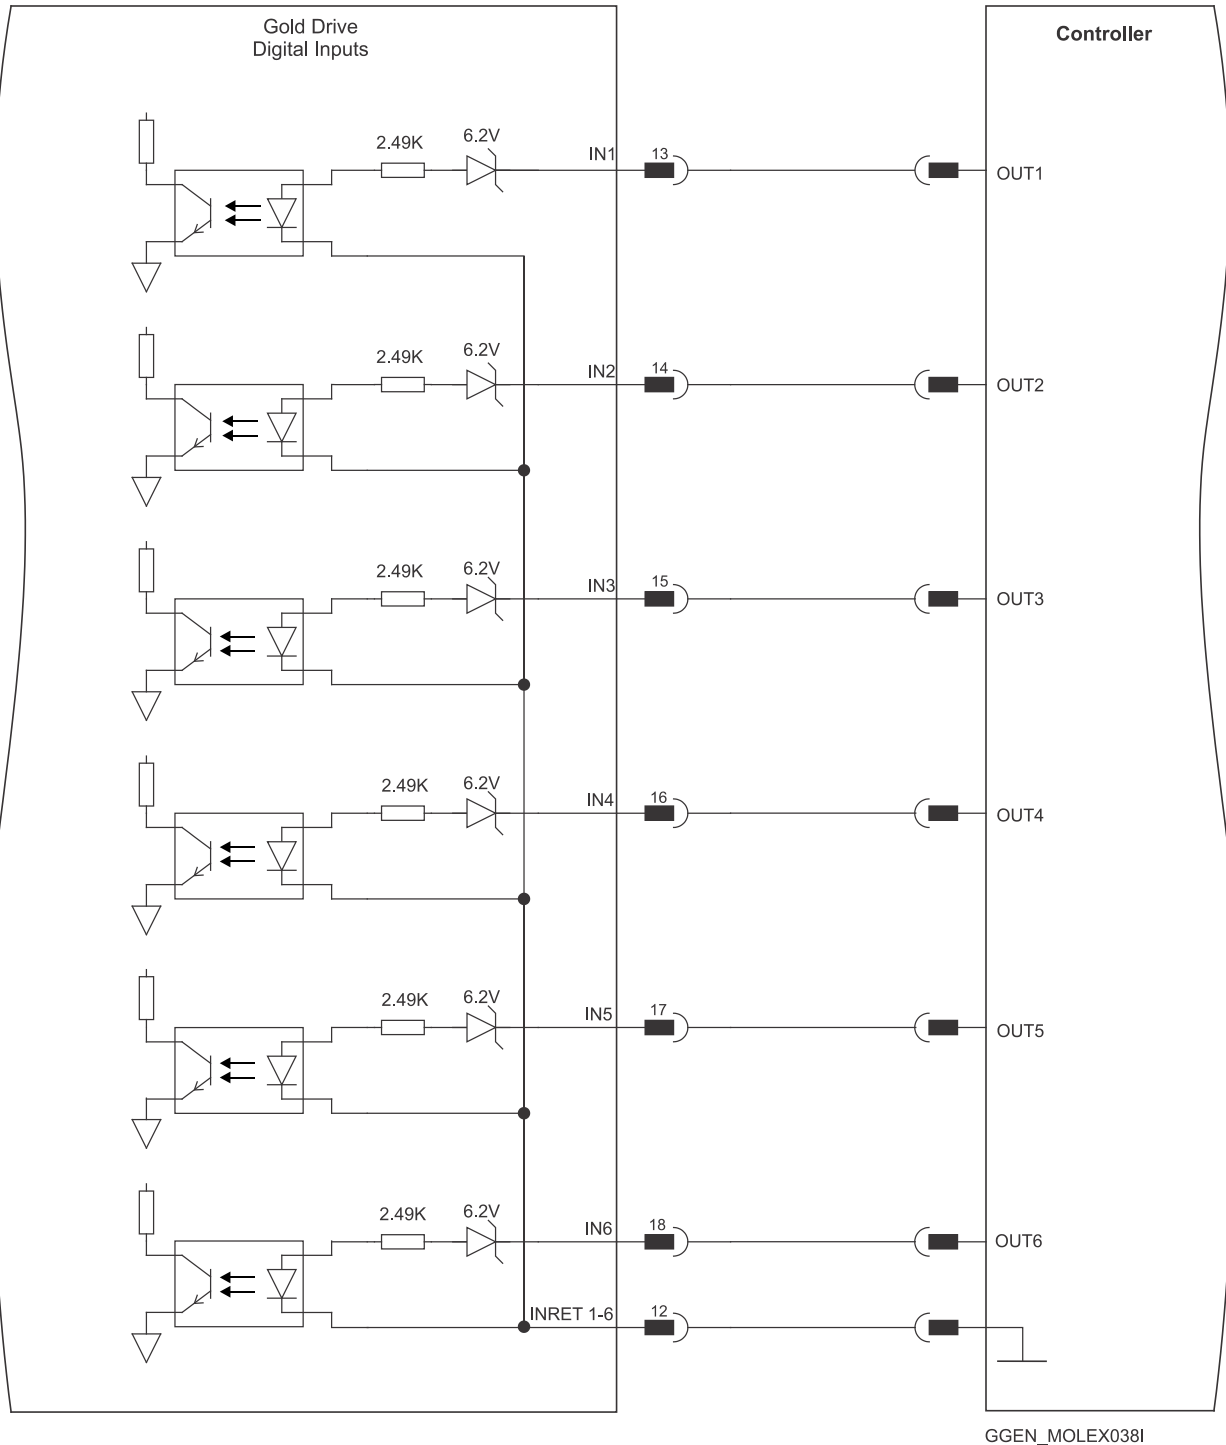 Gold Drive
Digital Inputs
Controller
2.49K 6.2V IN1 13 OUT1
2.49K 6.2V IN2 14 OUT2
2.49K 6.2V IN3 15 OUT3
2.49K 6.2V IN4 16 OUT4
2.49K 6.2V IN5 17 OUT5
2.49K 6.2V IN6 18 OUT6
INRET 1-6 12
GGEN_MOLEX038I